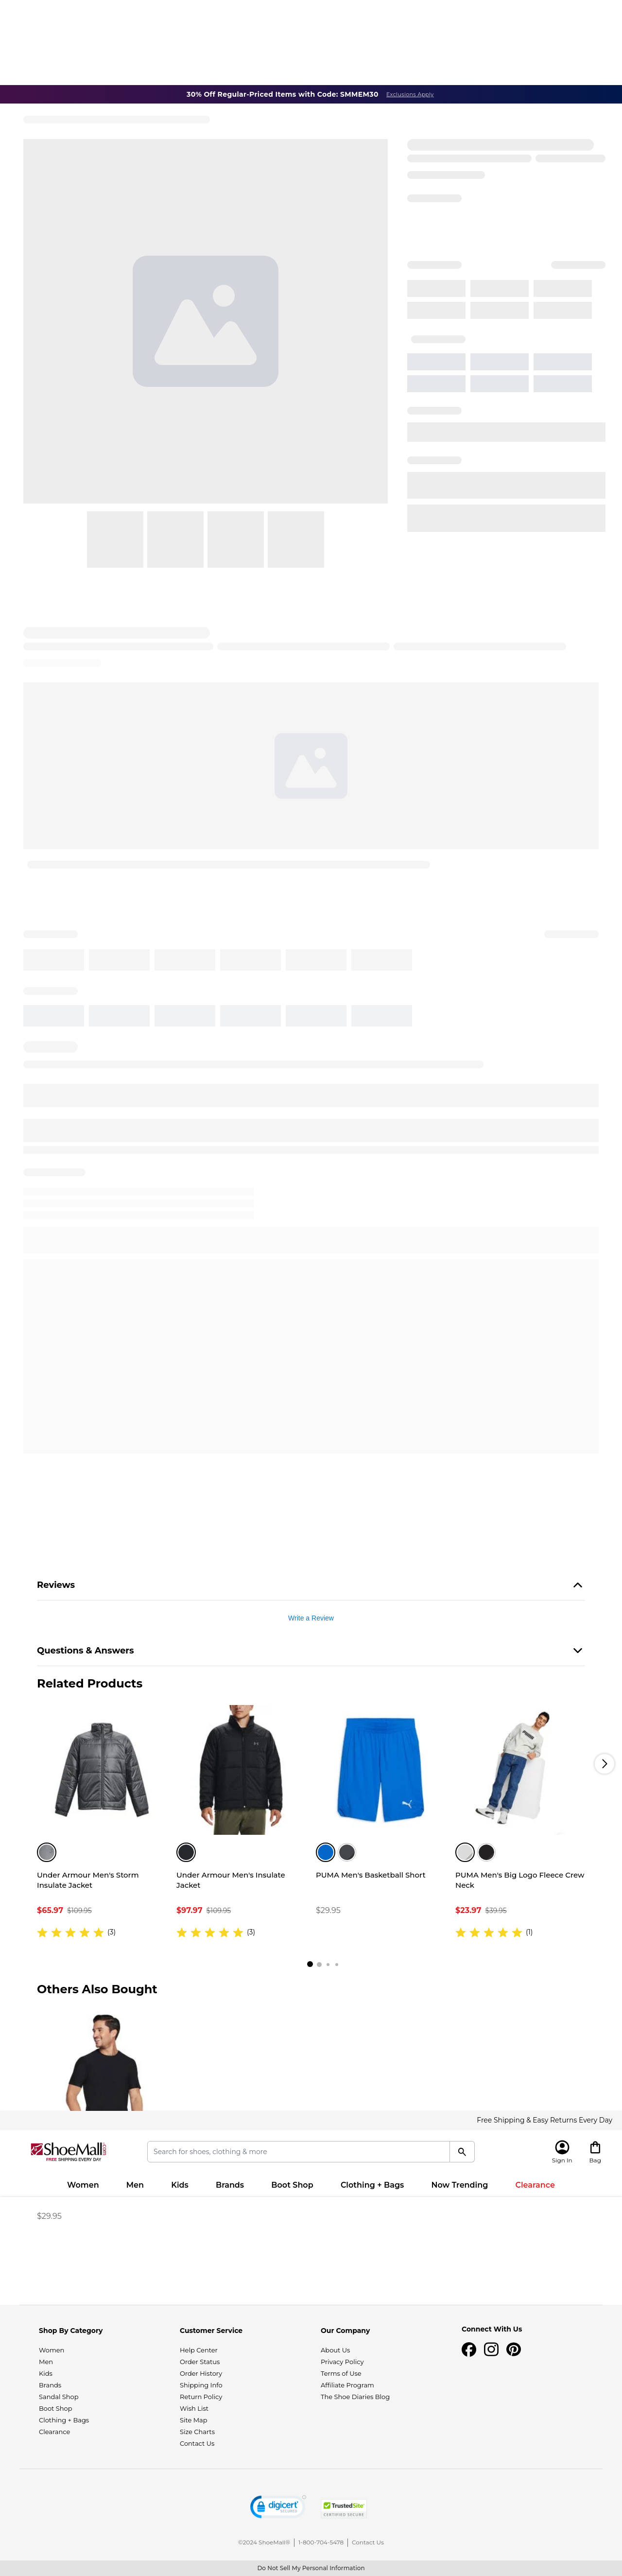 30% Off Regular-Priced Items with Code: SMMEM30 Exclusions Apply
Reviews
Write a Review
Questions & Answers
Related Products
Under Armour Men's Storm
Insulate Jacket
$65.97 $109.95
(3)
Under Armour Men's Insulate
Jacket
$97.97 $109.95
(3)
PUMA Men's Basketball Short
$29.95
PUMA Men's Big Logo Fleece Crew
Neck
$23.97 $39.95
(1)
Others Also Bought
Free Shipping & Easy Returns Every Day
ShoeMall
FREE SHIPPING EVERY DAY
Search for shoes, clothing & more
Sign In
Bag
Women Men Kids Brands Boot Shop Clothing + Bags Now Trending Clearance
$29.95
Shop By Category
Women
Men
Kids
Brands
Sandal Shop
Boot Shop
Clothing + Bags
Clearance
Customer Service
Help Center
Order Status
Order History
Shipping Info
Return Policy
Wish List
Site Map
Size Charts
Contact Us
Our Company
About Us
Privacy Policy
Terms of Use
Affiliate Program
The Shoe Diaries Blog
Connect With Us
digicert
SECURED
TrustedSite
CERTIFIED SECURE
©2024 ShoeMall® 1-800-704-5478 Contact Us
Do Not Sell My Personal Information